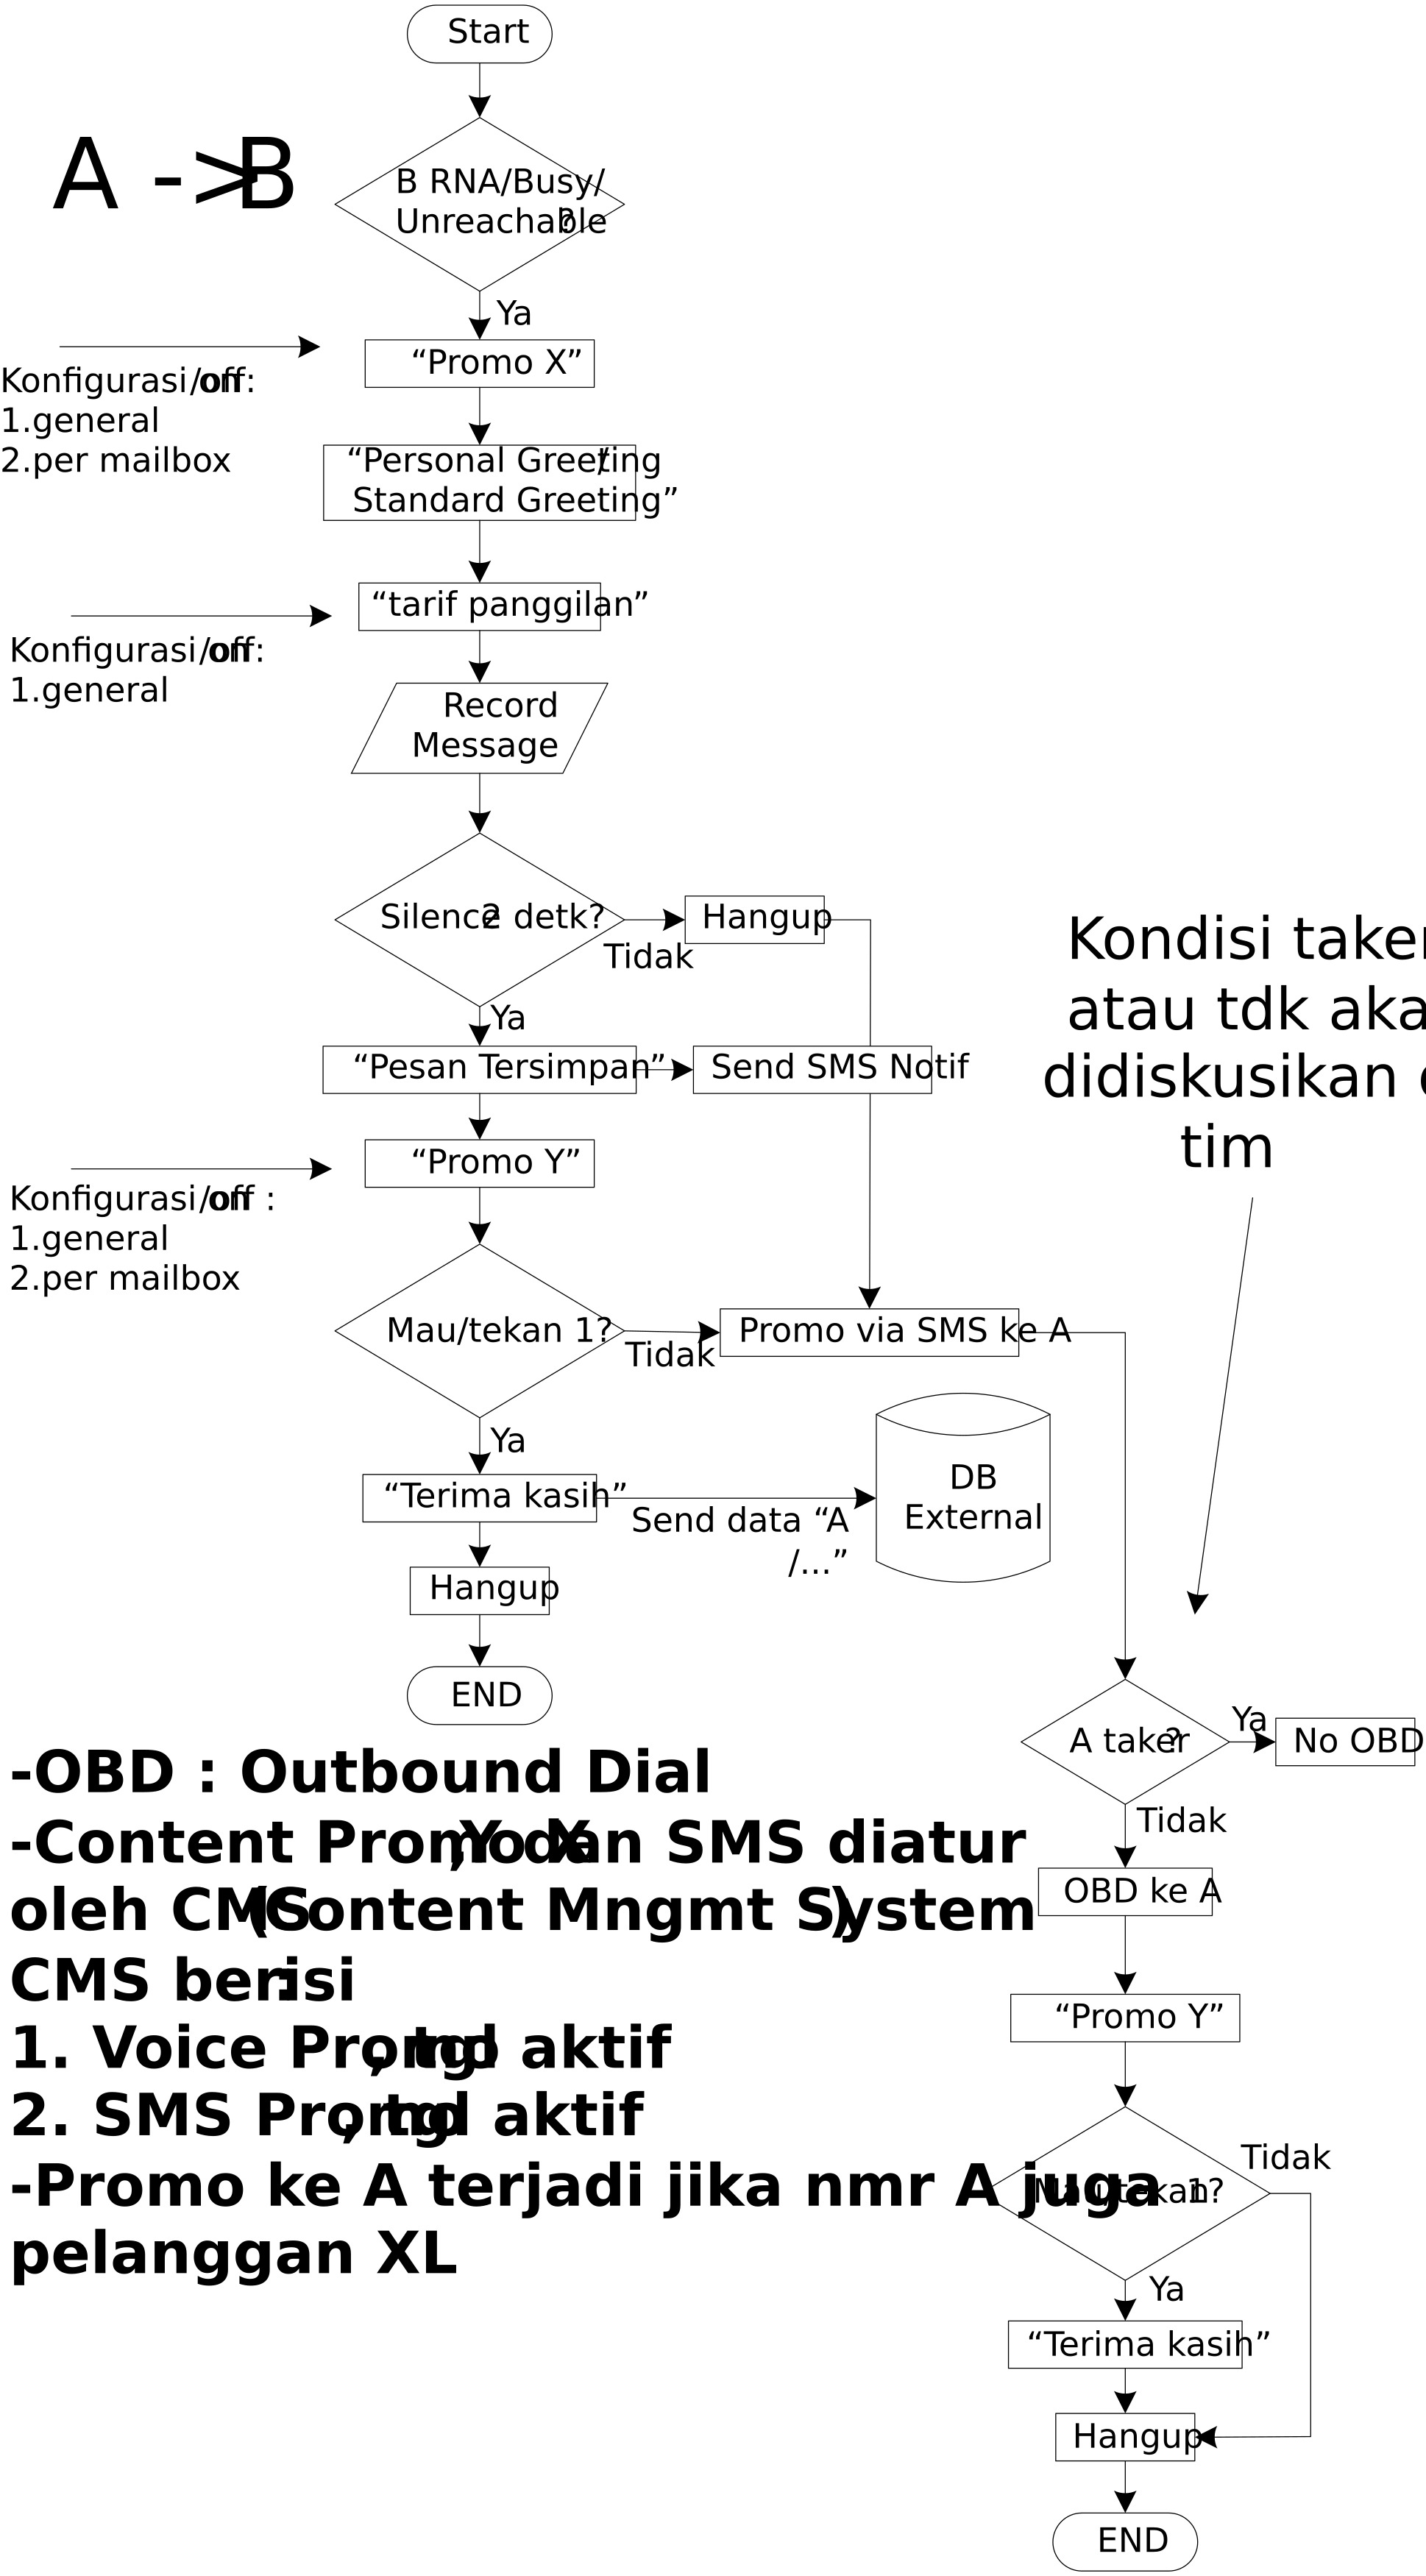 Start
A -> B
B RNA/Busy/
Unreachable?
Ya
“Promo X”
Konfigurasi on/off:
1.general
2.per mailbox
“Personal Greeting/
Standard Greeting”
“tarif panggilan”
Konfigurasi on/off:
1.general
Record
Message
Silence 2 detk?
Hangup
Tidak
Ya
Kondisi taker
atau tdk aka
didiskusikan
tim
“Pesan Tersimpan”
Send SMS Notif
“Promo Y”
Konfigurasi on/off :
1.general
2.per mailbox
Mau/tekan 1?
Tidak
Promo via SMS ke A
Ya
“Terima kasih”
Send data “A
/...”
DB
External
Hangup
END
A taker?
Ya
No OBD
Tidak
OBD ke A
“Promo Y”
Mau/tekan 1?
Tidak
Ya
“Terima kasih”
Hangup
END
-OBD : Outbound Dial
-Content Promo X,Y dan SMS diatur
oleh CMS (Content Mngmt System)
CMS berisi :
1. Voice Promo, tgl aktif
2. SMS Promo, tgl aktif
-Promo ke A terjadi jika nmr A juga
pelanggan XL